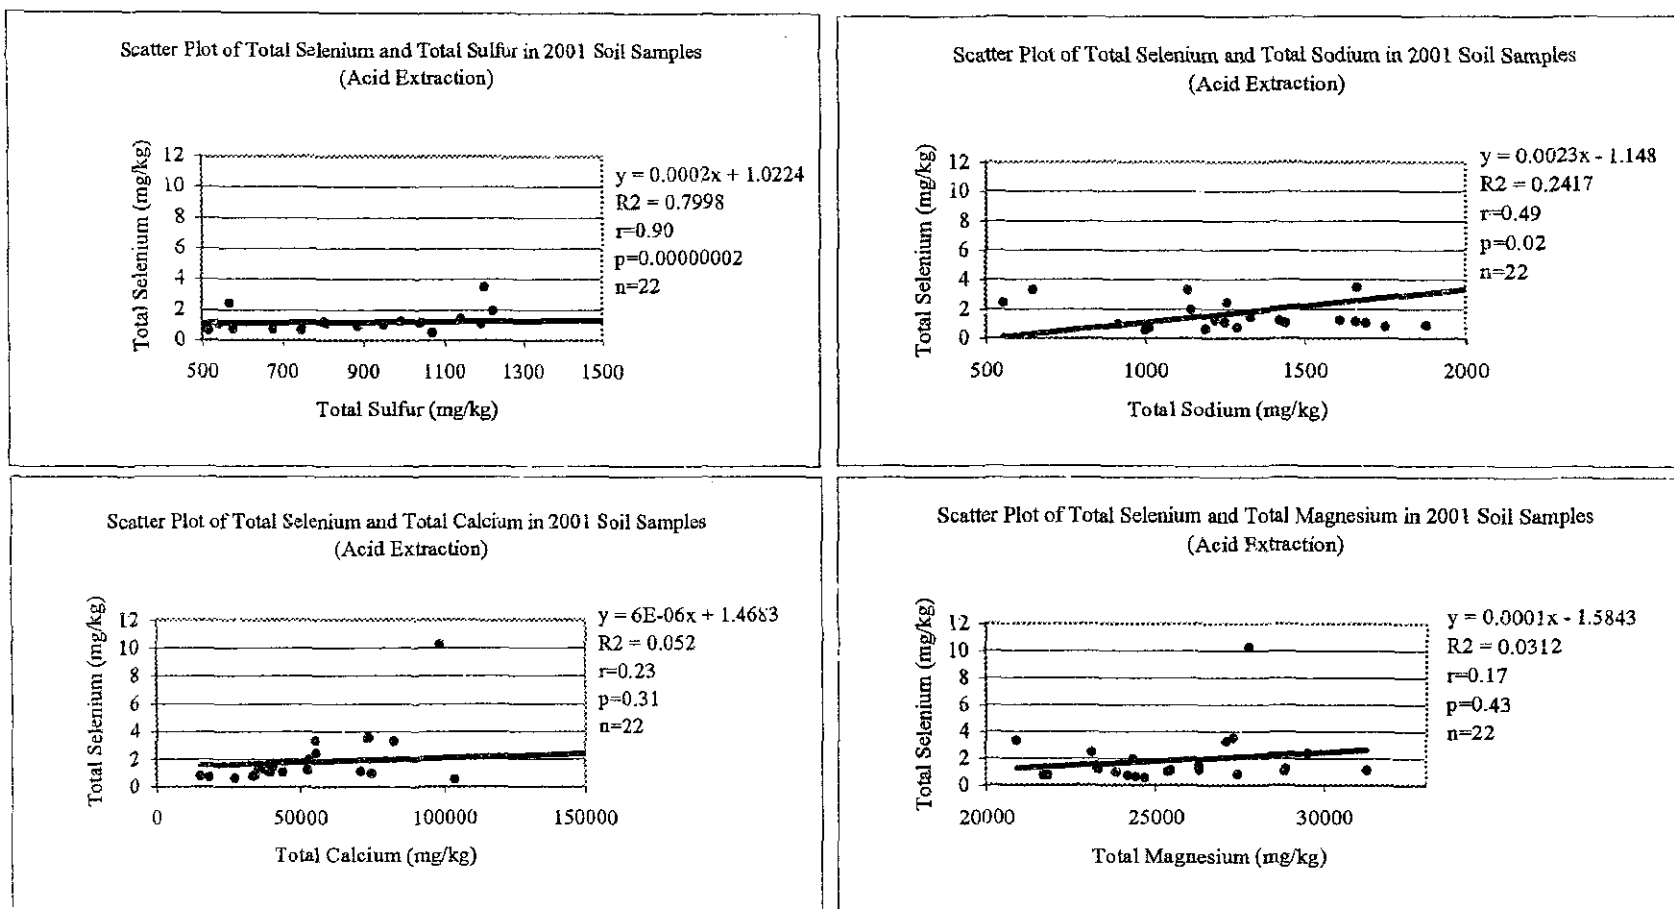 Scatter Plot of Total Selenium and Total Sulfur in 2001 Soil Samples
(Acid Extraction)
Total Selenium (mg/kg)
12
10
8
6
4
2
0
500 700 900 1100 1300 1500
Total Sulfur (mg/kg)
y = 0.0002x + 1.0224
R2 = 0.7998
r=0.90
p=0.00000002
n=22
Scatter Plot of Total Selenium and Total Sodium in 2001 Soil Samples
(Acid Extraction)
Total Selenium (mg/kg)
12
10
8
6
4
2
0
500 1000 1500 2000
Total Sodium (mg/kg)
y = 0.0023x - 1.148
R2 = 0.2417
r=0.49
p=0.02
n=22
Scatter Plot of Total Selenium and Total Calcium in 2001 Soil Samples
(Acid Extraction)
Total Selenium (mg/kg)
12
10
8
6
4
2
0
0 50000 100000 150000
Total Calcium (mg/kg)
y = 6E-06x + 1.4683
R2 = 0.052
r=0.23
p=0.31
n=22
Scatter Plot of Total Selenium and Total Magnesium in 2001 Soil Samples
(Acid Extraction)
Total Selenium (mg/kg)
12
10
8
6
4
2
0
20000 25000 30000
Total Magnesium (mg/kg)
y = 0.0001x - 1.5843
R2 = 0.0312
r=0.17
p=0.43
n=22